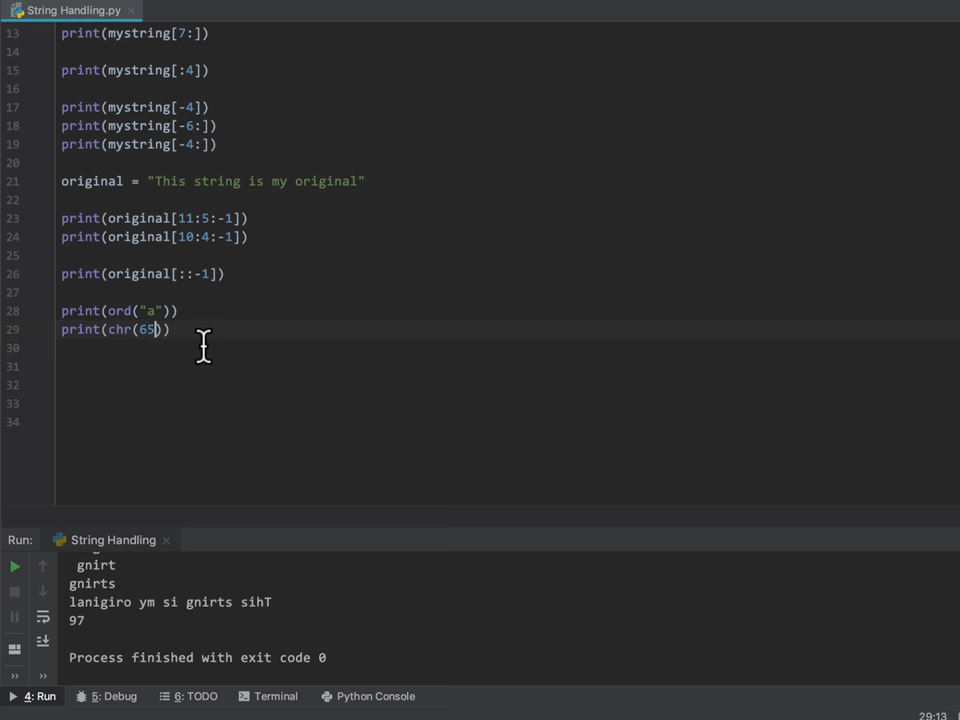 String Handling.py
13 print(mystring[7:])
14
15 print(mystring[:4])
16
17 print(mystring[-4])
18 print(mystring[-6:])
19 print(mystring[-4:])
20
21 original = "This string is my original"
22
23 print(original[11:5:-1])
24 print(original[10:4:-1])
25
26 print(original[::-1])
27
28 print(ord("a"))
29 print(chr(65))
30
31
32
33
34
Run: String Handling
 gnirt
gnirts
lanigiro ym si gnirts sihT
97
Process finished with exit code 0
4: Run 5: Debug 6: TODO Terminal Python Console
29:13